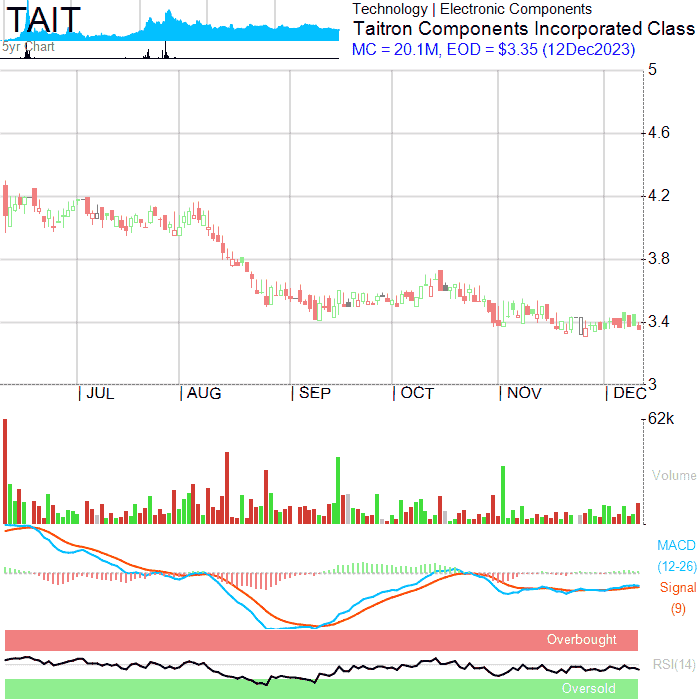 TAIT
5yr Chart
Technology | Electronic Components
Taitron Components Incorporated Class
MC = 20.1M, EOD = $3.35 (12Dec2023)
5
4.6
4.2
3.8
3.4
3
| JUL | AUG | SEP | OCT | NOV | DEC
62k
Volume
MACD
(12-26)
Signal
(9)
Overbought
RSI(14)
Oversold